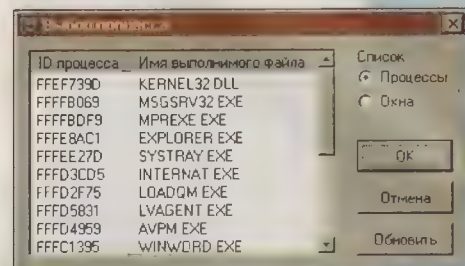 ID процесса Имя выполнимого файла
FFEF739D KERNEL32 DLL
FFFFB069 MSGSRV32 EXE
FFFFBDF9 MPREXE EXE
FFFE8AC1 EXPLORER EXE
FFFEE27D SYSTRAY EXE
FFFD3CD5 INTERNAT EXE
FFFD2F75 LOADQM EXE
FFFD5831 LVAGENT EXE
FFFD4959 AVPM EXE
FFFC1395 WINWORD EXE
Список
Процессы
Окна
OK
Отмена
Обновить